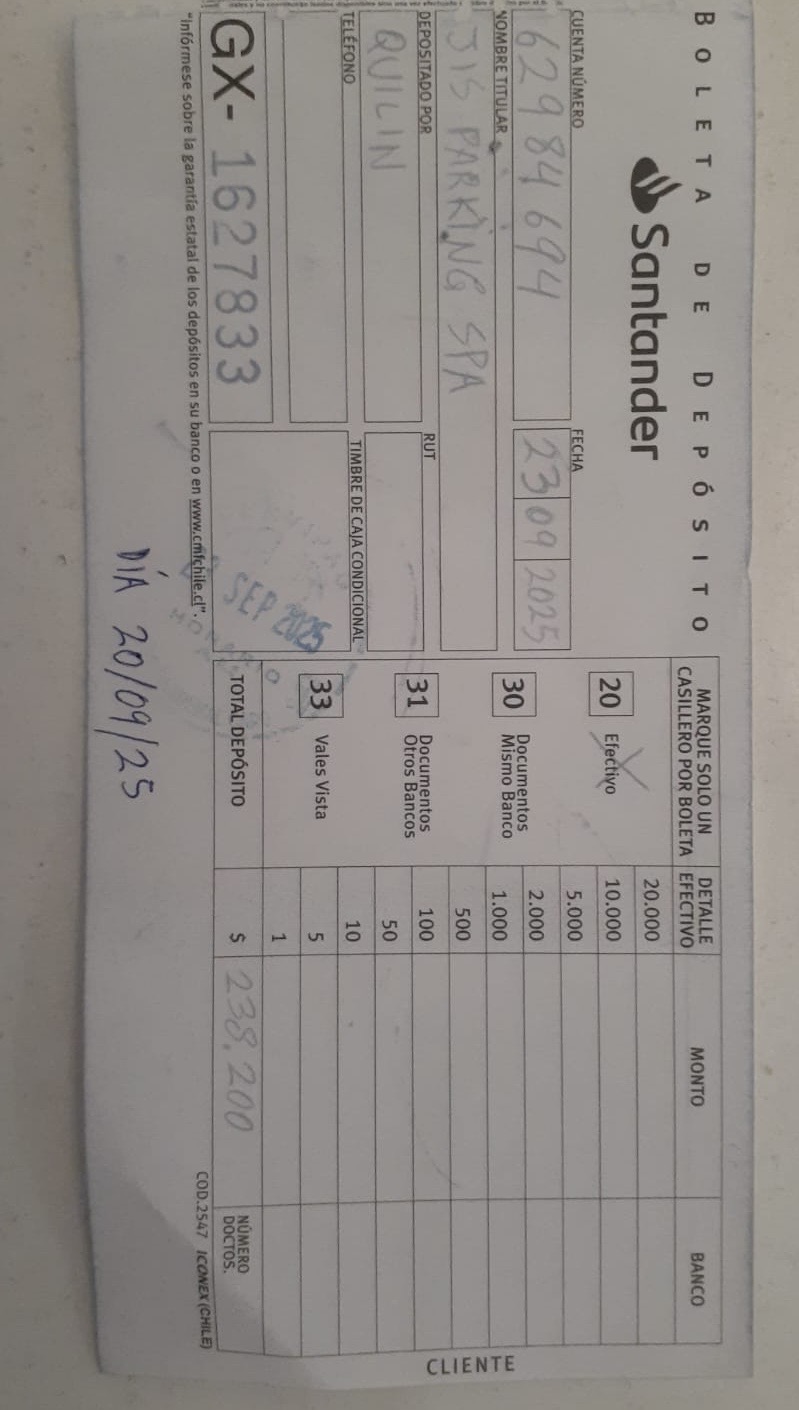 BOLETA DE DEPÓSITO
Santander
CUENTA NÚMERO
62984694
FECHA
23 09 2025
NOMBRE TITULAR
JIS PARKING SPA
DEPOSITADO POR
QUILIN
RUT
TELÉFONO
TIMBRE DE CAJA CONDICIONAL
SEP 2025
GX- 1627833
"Infórmese sobre la garantía estatal de los depósitos en su banco o en www.cmfchile.cl".
MARQUE SOLO UN
CASILLERO POR BOLETA
20 Efectivo
30 Documentos
Mismo Banco
31 Documentos
Otros Bancos
33 Vales Vista
TOTAL DEPÓSITO
DETALLE
EFECTIVO
MONTO
BANCO
20.000
10.000
5.000
2.000
1.000
500
100
50
10
5
1
$ 238.200
NÚMERO
DOCTOS.
COD.2547 ICONEX (CHILE)
CLIENTE
DÍA 20/09/25